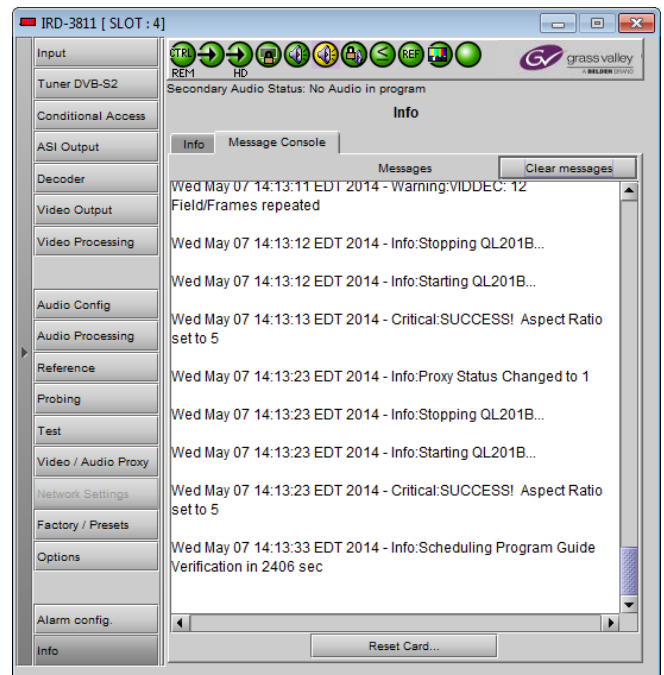 IRD-3811 [ SLOT : 4]
Input
Tuner DVB-S2
Conditional Access
ASI Output
Decoder
Video Output
Video Processing
Audio Config
Audio Processing
Reference
Probing
Test
Video / Audio Proxy
Network Settings
Factory / Presets
Options
Alarm config.
Info
CTRL
REF
REM
HD
grass valley
A BELDEN BRAND
Secondary Audio Status: No Audio in program
Info
Info
Message Console
Messages
Clear messages
Wed May 07 14:13:11 EDT 2014 - Warning:VIDDEC: 12
Field/Frames repeated
Wed May 07 14:13:12 EDT 2014 - Info:Stopping QL201B...
Wed May 07 14:13:12 EDT 2014 - Info:Starting QL201B...
Wed May 07 14:13:13 EDT 2014 - Critical:SUCCESS! Aspect Ratio
set to 5
Wed May 07 14:13:23 EDT 2014 - Info:Proxy Status Changed to 1
Wed May 07 14:13:23 EDT 2014 - Info:Stopping QL201B...
Wed May 07 14:13:23 EDT 2014 - Info:Starting QL201B...
Wed May 07 14:13:23 EDT 2014 - Critical:SUCCESS! Aspect Ratio
set to 5
Wed May 07 14:13:33 EDT 2014 - Info:Scheduling Program Guide
Verification in 2406 sec
Reset Card...